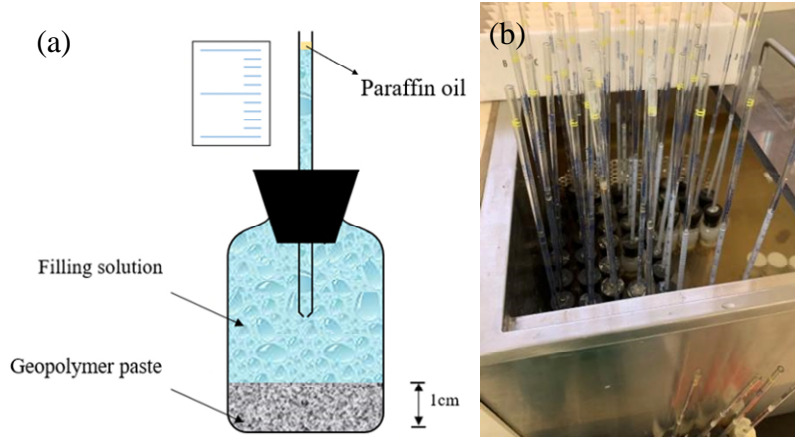 (a)
Paraffin oil
Filling solution
Geopolymer paste
1cm
(b)